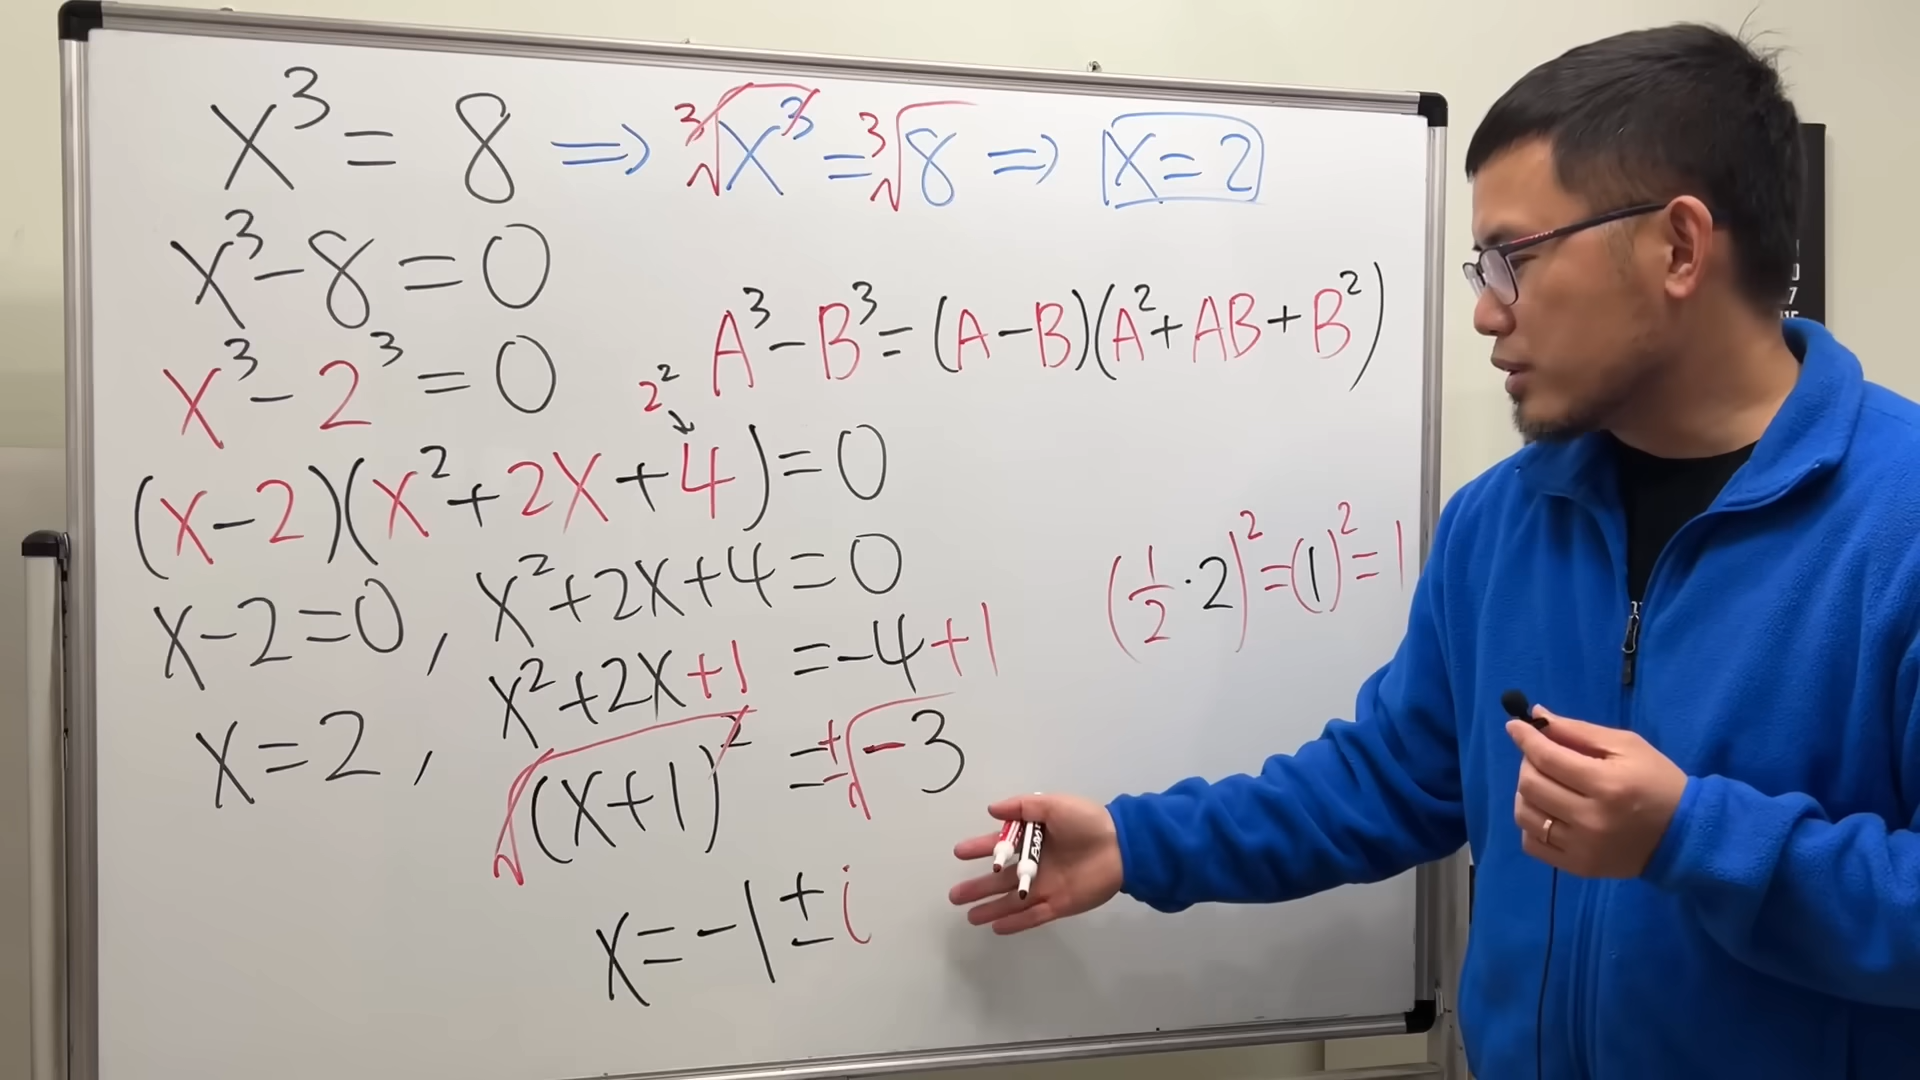 x³ = 8 ⇒ ∛x³ = ∛8 ⇒ x = 2
x³ - 8 = 0
A³ - B³ = (A - B)(A² + AB + B²)
x³ - 2³ = 0
2²
(x - 2)(x² + 2x + 4) = 0
x - 2 = 0, x² + 2x + 4 = 0
(1/2 · 2)² = (1)² = 1
x² + 2x + 1 = -4 + 1
x = 2, √(x + 1)² = ±√-3
x = -1 ± i
EXPO